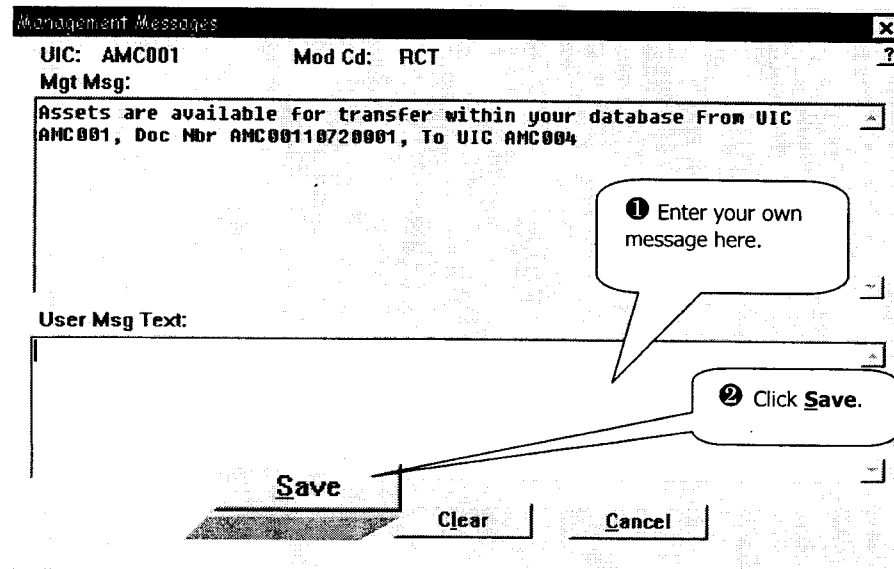 Management Messages
UIC: AMC001 Mod Cd: RCT
Mgt Msg:
Assets are available for transfer within your database From UIC
AMC001, Doc Nbr AMC00110720001, To UIC AMC004
❶ Enter your own
message here.
User Msg Text:
❷ Click Save.
Save
Clear
Cancel